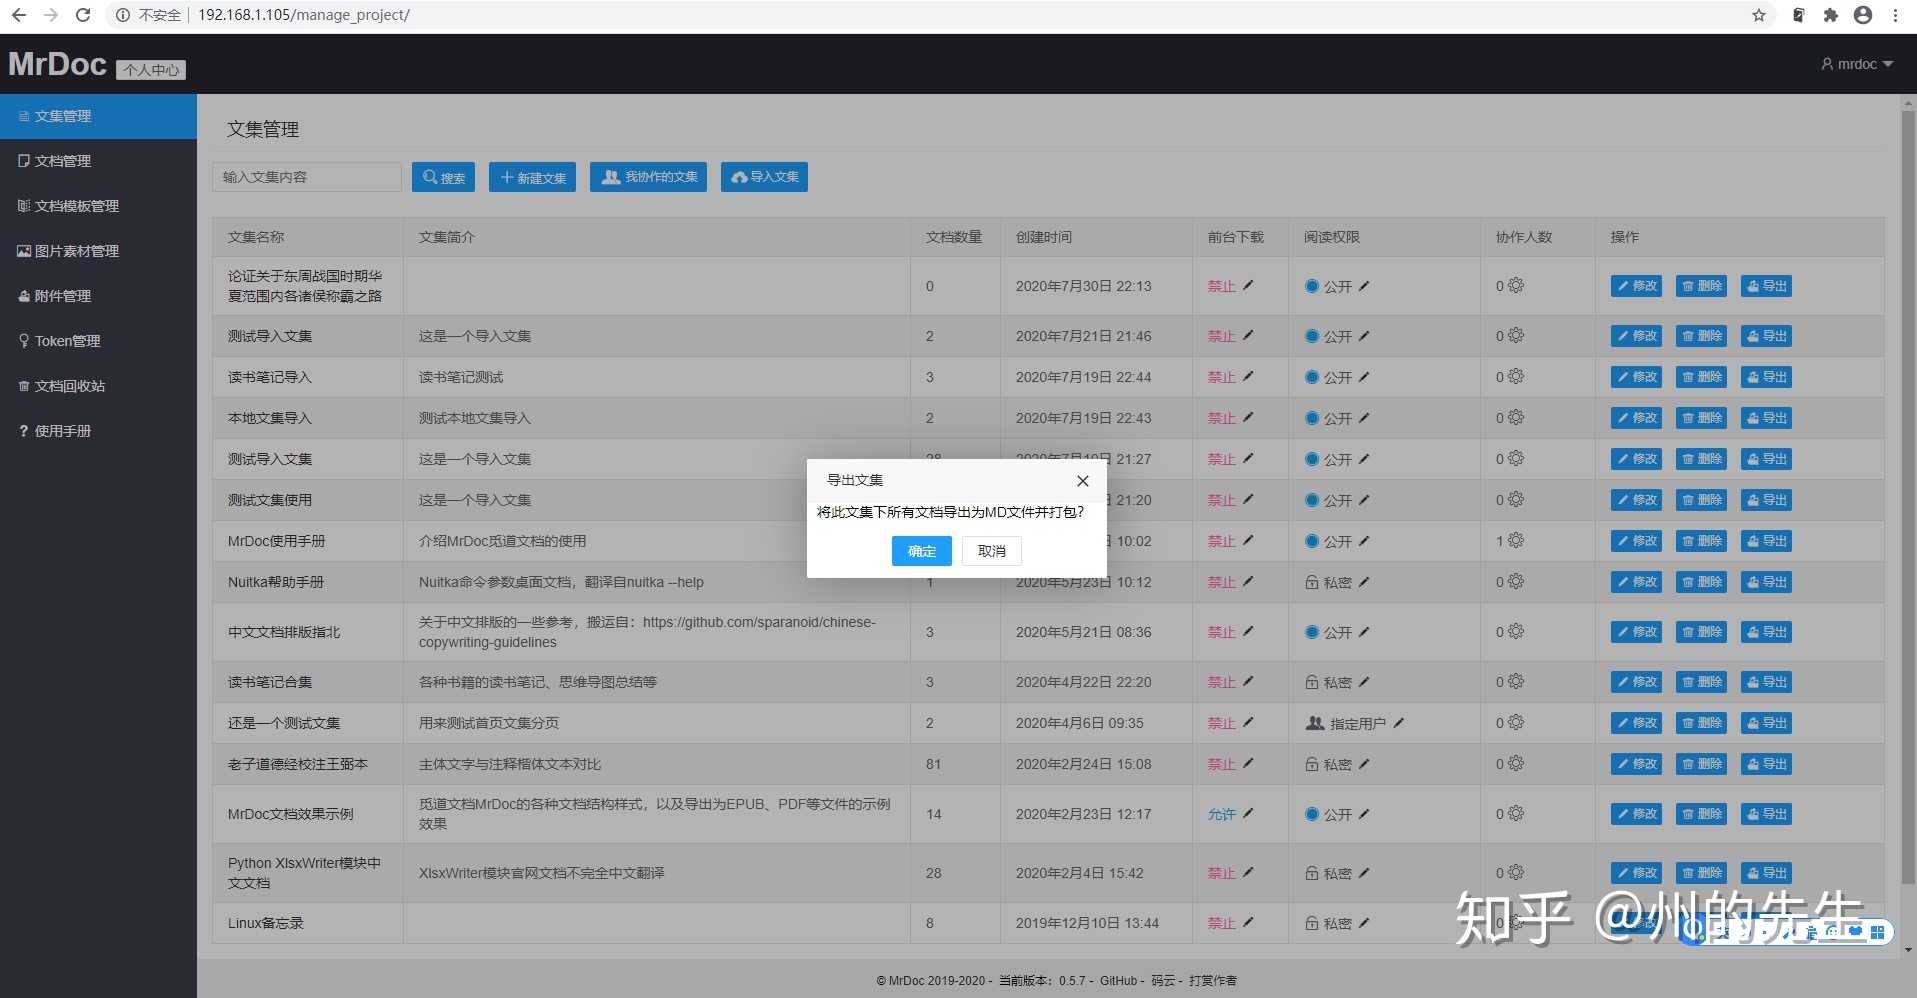 不安全 192.168.1.105/manage_project/
MrDoc 个人中心
mrdoc
文集管理
文档管理
文档模板管理
图片素材管理
附件管理
Token管理
文档回收站
使用手册
文集管理
输入文集内容 搜索 新建文集 我协作的文集 导入文集
文集名称 文集简介 文档数量 创建时间 前台下载 阅读权限 协作人数 操作
论证关于东周战国时期华
夏范围内各诸侯称霸之路 0 2020年7月30日 22:13 禁止 公开 0 修改 删除 导出
测试导入文集 这是一个导入文集 2 2020年7月21日 21:46 禁止 公开 0 修改 删除 导出
读书笔记导入 读书笔记测试 3 2020年7月19日 22:44 禁止 公开 0 修改 删除 导出
本地文集导入 测试本地文集导入 2 2020年7月19日 22:43 禁止 公开 0 修改 删除 导出
测试导入文集 这是一个导入文集 21:27 禁止 公开 0 修改 删除 导出
测试文集使用 这是一个导入文集 21:20 禁止 公开 0 修改 删除 导出
MrDoc使用手册 介绍MrDoc觅道文档的使用 10:02 禁止 公开 1 修改 删除 导出
Nuitka帮助手册 Nuitka命令参数桌面文档，翻译自nuitka --help 1 2020年5月23日 10:12 禁止 私密 0 修改 删除 导出
中文文档排版指北 关于中文排版的一些参考，搬运自：https://github.com/sparanoid/chinese-
copywriting-guidelines 3 2020年5月21日 08:36 禁止 公开 0 修改 删除 导出
读书笔记合集 各种书籍的读书笔记、思维导图总结等 3 2020年4月22日 22:20 禁止 私密 0 修改 删除 导出
还是一个测试文集 用来测试首页文集分页 2 2020年4月6日 09:35 禁止 指定用户 0 修改 删除 导出
老子道德经校注王弼本 主体文字与注释楷体文本对比 81 2020年2月24日 15:08 禁止 私密 0 修改 删除 导出
MrDoc文档效果示例 觅道文档MrDoc的各种文档结构样式，以及导出为EPUB、PDF等文件的示例
效果 14 2020年2月23日 12:17 允许 公开 0 修改 删除 导出
Python XlsxWriter模块中
文文档 XlsxWriter模块官网文档不完全中文翻译 28 2020年2月4日 15:42 禁止 私密 0 修改 删除 导出
Linux备忘录 8 2019年12月10日 13:44 禁止 私密 0 修改
导出文集
将此文集下所有文档导出为MD文件并打包？
确定 取消
知乎 @州的先生
© MrDoc 2019-2020 - 当前版本：0.5.7 - GitHub - 码云 - 打赏作者